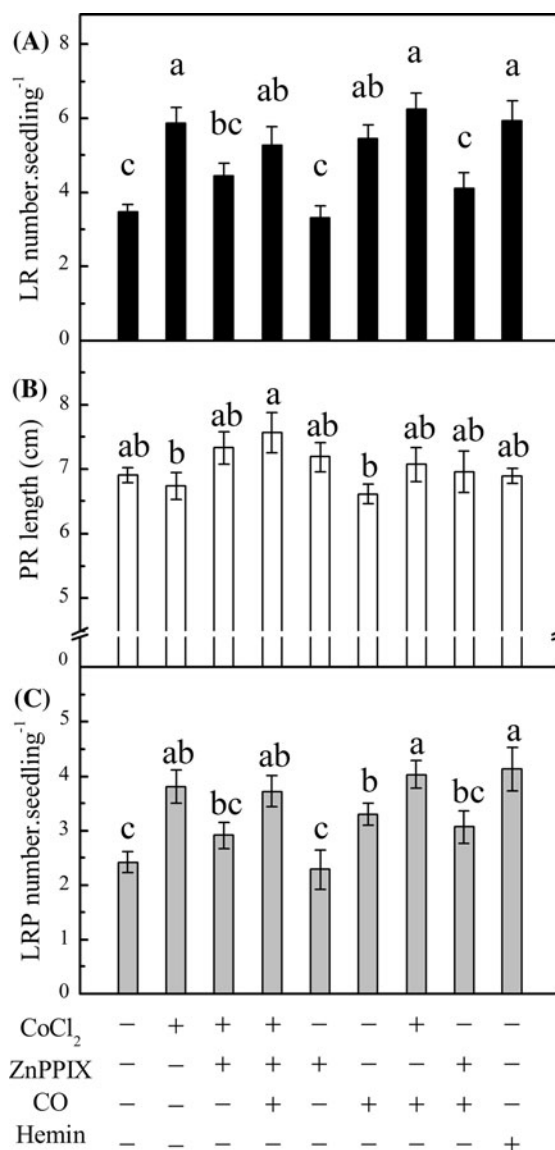 (A)
LR number.seedling⁻¹
8
6
4
2
0
c a bc ab c ab a c a
(B)
PR length (cm)
8
7
6
5
0
ab b ab a ab b ab ab ab
(C)
LRP number.seedling⁻¹
5
4
3
2
1
0
c ab bc ab c b a bc a
CoCl₂ − + + + − − + − −
ZnPPIX − − + + + − − + −
CO − − − + − + + + −
Hemin − − − − − − − − +